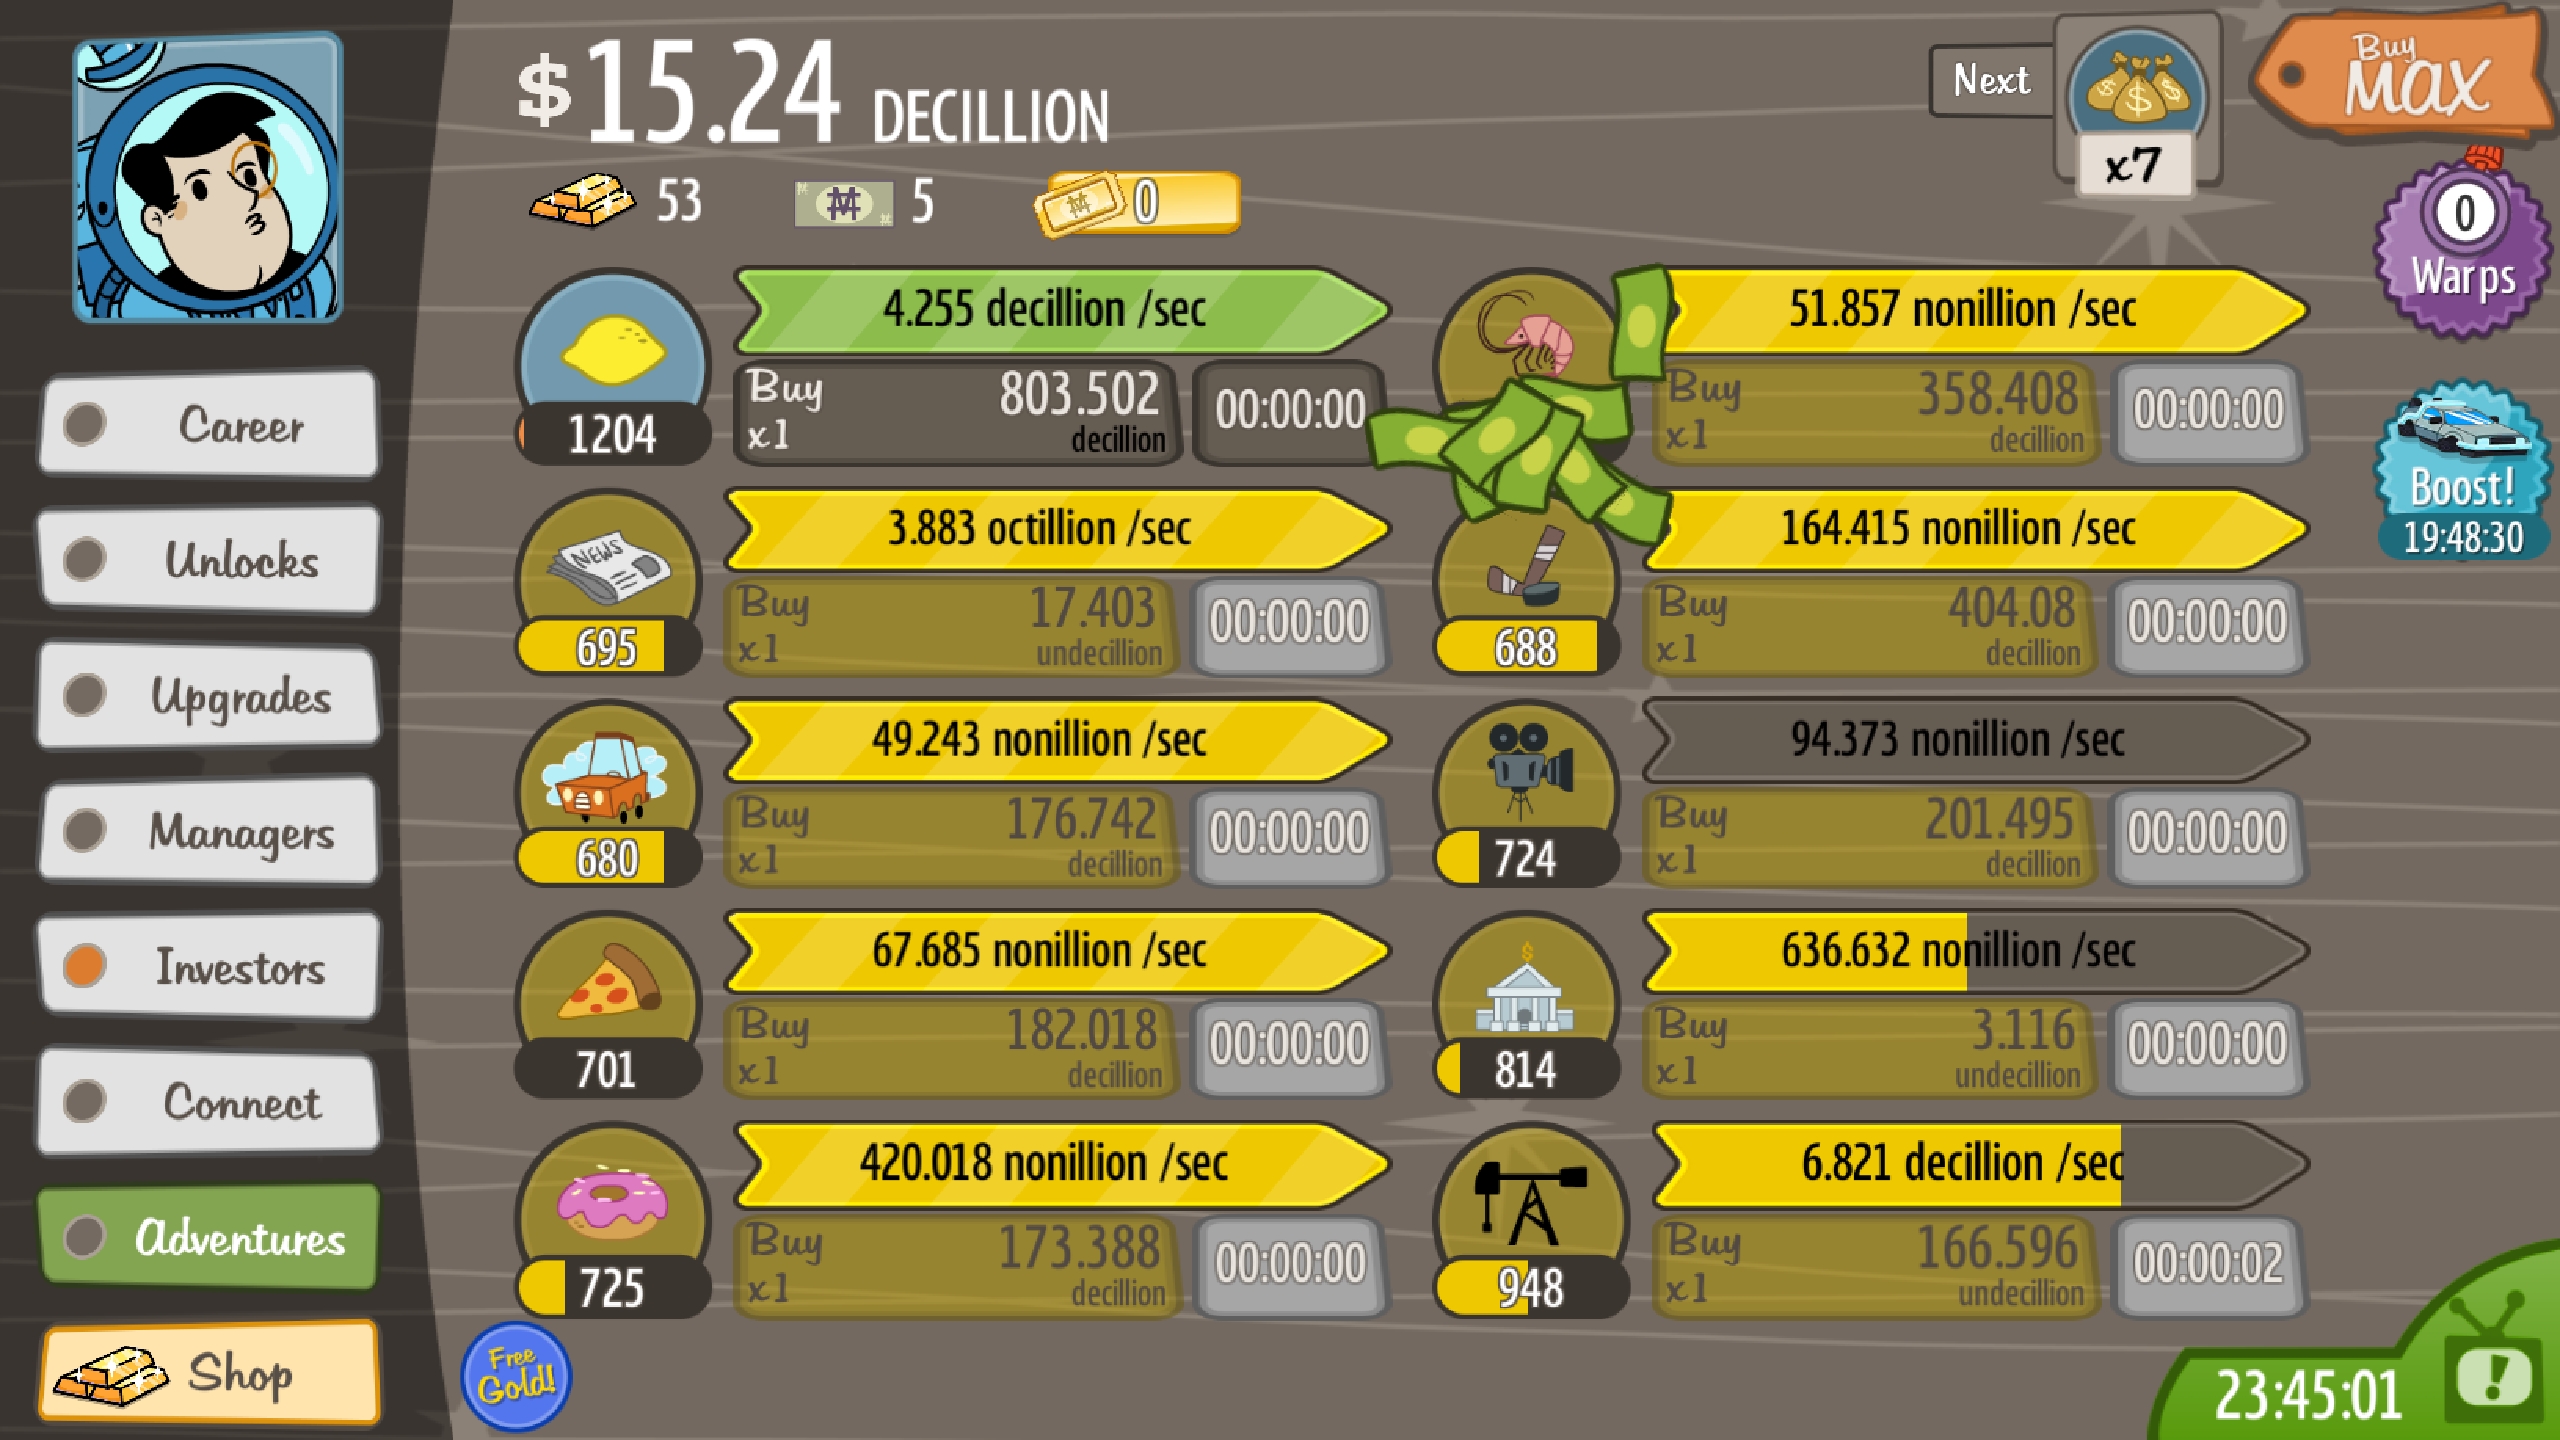 $15.24 DECILLION
53
5
0
Next
x7
Buy
MAX
0
Warps
Boost!
19:48:30
Career
Unlocks
Upgrades
Managers
Investors
Connect
Adventures
Shop
4.255 decillion /sec
1204
Buy
x1
803.502
decillion
00:00:00
51.857 nonillion /sec
Buy
x1
358.408
decillion
00:00:00
NEWS
3.883 octillion /sec
695
Buy
x1
17.403
undecillion
00:00:00
164.415 nonillion /sec
688
Buy
x1
404.08
decillion
00:00:00
49.243 nonillion /sec
680
Buy
x1
176.742
decillion
00:00:00
94.373 nonillion /sec
724
Buy
x1
201.495
decillion
00:00:00
67.685 nonillion /sec
701
Buy
x1
182.018
decillion
00:00:00
636.632 nonillion /sec
814
Buy
x1
3.116
undecillion
00:00:00
420.018 nonillion /sec
725
Buy
x1
173.388
decillion
00:00:00
6.821 decillion /sec
948
Buy
x1
166.596
undecillion
00:00:02
Free
Gold!
23:45:01